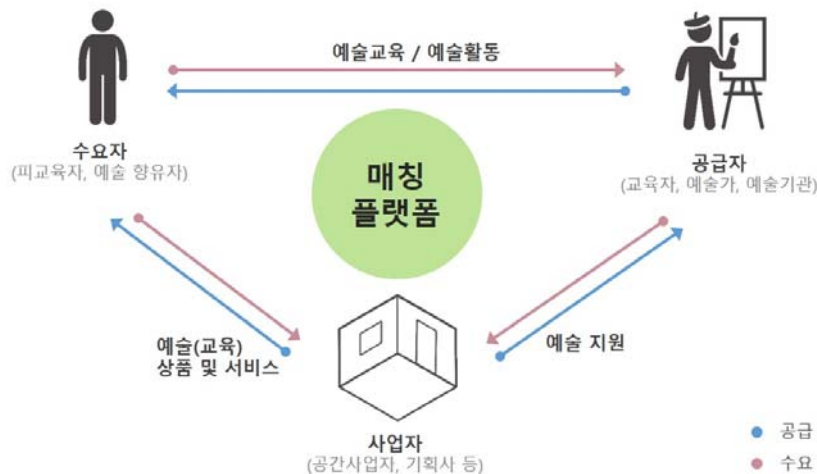 예술교육 / 예술활동
수요자
(피교육자, 예술 향유자)
공급자
(교육자, 예술가, 예술기관)
매칭
플랫폼
예술(교육)
상품 및 서비스
예술 지원
사업자
(공간사업자, 기획사 등)
공급
수요